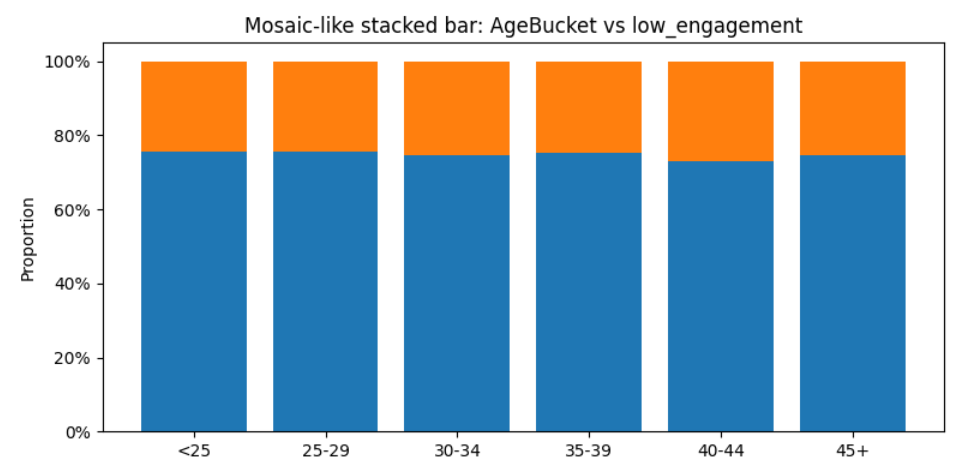 Mosaic-like stacked bar: AgeBucket vs low_engagement
100%
80%
60%
40%
20%
0%
Proportion
<25 25-29 30-34 35-39 40-44 45+